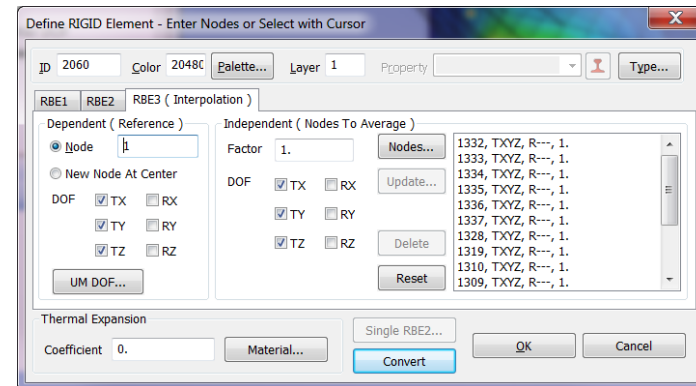 Define RIGID Element - Enter Nodes or Select with Cursor
ID 2060 Color 20480 Palette... Layer 1 Property Type...
RBE1 RBE2 RBE3 ( Interpolation )
Dependent ( Reference ) Independent ( Nodes To Average )
Node 1 Factor 1. Nodes...
New Node At Center
DOF TX RX DOF TX RX Update...
TY RY TY RY
TZ RZ TZ RZ Delete
UM DOF... Reset
1332, TXYZ, R---, 1.
1333, TXYZ, R---, 1.
1334, TXYZ, R---, 1.
1335, TXYZ, R---, 1.
1336, TXYZ, R---, 1.
1337, TXYZ, R---, 1.
1328, TXYZ, R---, 1.
1319, TXYZ, R---, 1.
1310, TXYZ, R---, 1.
1309, TXYZ, R---, 1.
Thermal Expansion
Coefficient 0. Material...
Single RBE2...
Convert
OK Cancel